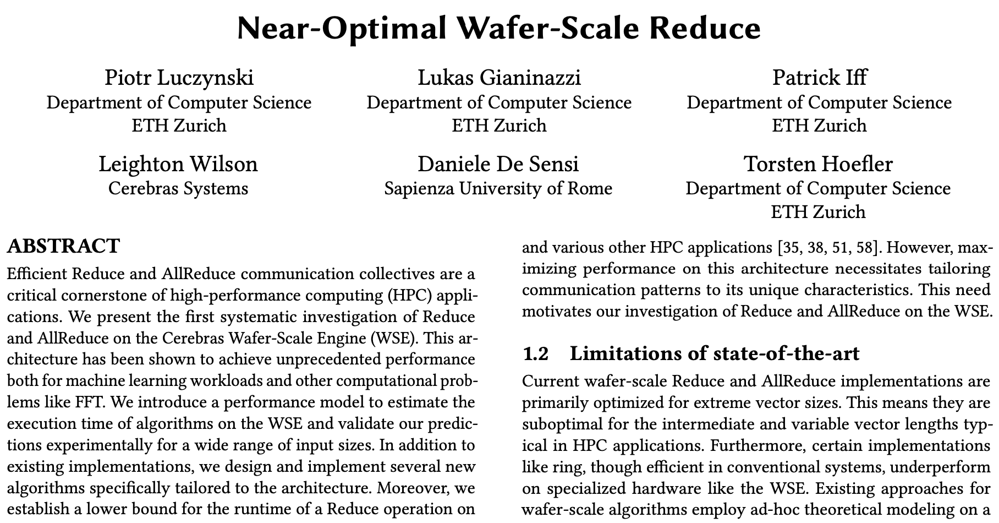 Near-Optimal Wafer-Scale Reduce
Piotr Luczynski
Department of Computer Science
ETH Zurich
Lukas Gianinazzi
Department of Computer Science
ETH Zurich
Patrick Iff
Department of Computer Science
ETH Zurich
Leighton Wilson
Cerebras Systems
Daniele De Sensi
Sapienza University of Rome
Torsten Hoefler
Department of Computer Science
ETH Zurich
ABSTRACT
Efficient Reduce and AllReduce communication collectives are a
critical cornerstone of high-performance computing (HPC) appli-
cations. We present the first systematic investigation of Reduce
and AllReduce on the Cerebras Wafer-Scale Engine (WSE). This ar-
chitecture has been shown to achieve unprecedented performance
both for machine learning workloads and other computational prob-
lems like FFT. We introduce a performance model to estimate the
execution time of algorithms on the WSE and validate our predic-
tions experimentally for a wide range of input sizes. In addition to
existing implementations, we design and implement several new
algorithms specifically tailored to the architecture. Moreover, we
establish a lower bound for the runtime of a Reduce operation on
and various other HPC applications [35, 38, 51, 58]. However, max-
imizing performance on this architecture necessitates tailoring
communication patterns to its unique characteristics. This need
motivates our investigation of Reduce and AllReduce on the WSE.
1.2 Limitations of state-of-the-art
Current wafer-scale Reduce and AllReduce implementations are
primarily optimized for extreme vector sizes. This means they are
suboptimal for the intermediate and variable vector lengths typ-
ical in HPC applications. Furthermore, certain implementations
like ring, though efficient in conventional systems, underperform
on specialized hardware like the WSE. Existing approaches for
wafer-scale algorithms employ ad-hoc theoretical modeling on a